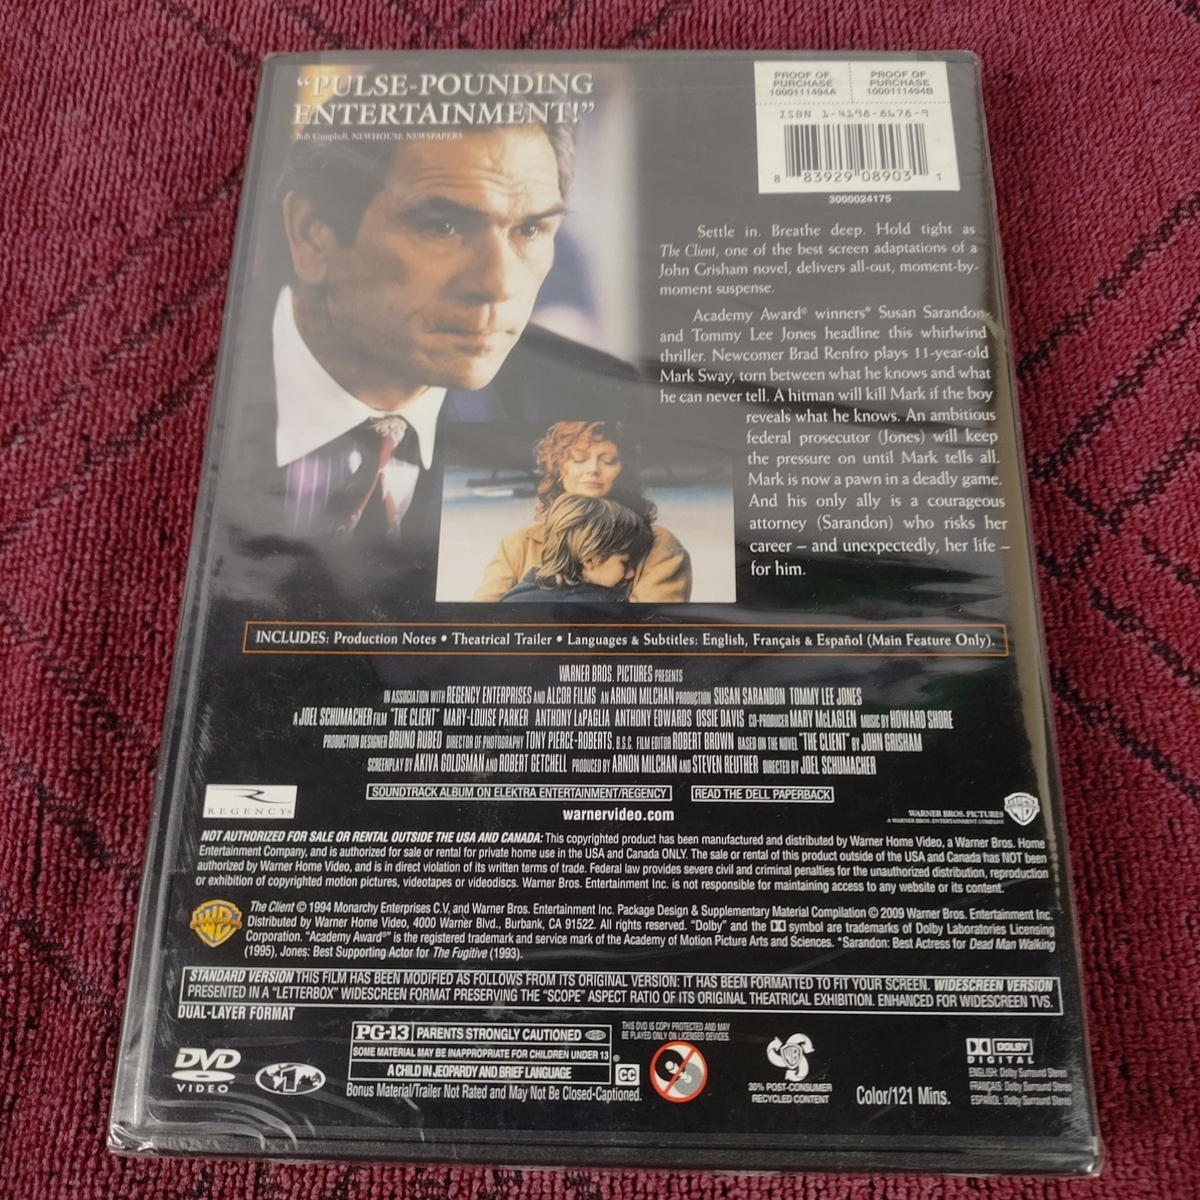 "PULSE-POUNDING
ENTERTAINMENT!"
- Bob Campbell, NEWHOUSE NEWSPAPERS
PROOF OF
PURCHASE
1000111494A
PROOF OF
PURCHASE
1000111494B
ISBN 1-4198-8678-9
8 83929 08903 1
3000024175
Settle in. Breathe deep. Hold tight as
The Client, one of the best screen adaptations of a
John Grisham novel, delivers all-out, moment-by-
moment suspense.
Academy Award® winners* Susan Sarandon
and Tommy Lee Jones headline this whirlwind
thriller. Newcomer Brad Renfro plays 11-year-old
Mark Sway, torn between what he knows and what
he can never tell. A hitman will kill Mark if the boy
reveals what he knows. An ambitious
federal prosecutor (Jones) will keep
the pressure on until Mark tells all.
Mark is now a pawn in a deadly game.
And his only ally is a courageous
attorney (Sarandon) who risks her
career – and unexpectedly, her life –
for him.
INCLUDES: Production Notes • Theatrical Trailer • Languages & Subtitles: English, Français & Español (Main Feature Only).
WARNER BROS. PICTURES PRESENTS
IN ASSOCIATION WITH REGENCY ENTERPRISES AND ALCOR FILMS AN ARNON MILCHAN PRODUCTION SUSAN SARANDON TOMMY LEE JONES
A JOEL SCHUMACHER FILM "THE CLIENT" MARY-LOUISE PARKER ANTHONY LaPAGLIA ANTHONY EDWARDS OSSIE DAVIS CO-PRODUCER MARY McLAGLEN MUSIC BY HOWARD SHORE
PRODUCTION DESIGNER BRUNO RUBEO DIRECTOR OF PHOTOGRAPHY TONY PIERCE-ROBERTS, B.S.C. FILM EDITOR ROBERT BROWN BASED ON THE NOVEL "THE CLIENT" BY JOHN GRISHAM
SCREENPLAY BY AKIVA GOLDSMAN AND ROBERT GETCHELL PRODUCED BY ARNON MILCHAN AND STEVEN REUTHER DIRECTED BY JOEL SCHUMACHER
REGENCY®
SOUNDTRACK ALBUM ON ELEKTRA ENTERTAINMENT/REGENCY
READ THE DELL PAPERBACK
warnervideo.com
WARNER BROS. PICTURES
A WARNER BROS. ENTERTAINMENT COMPANY
NOT AUTHORIZED FOR SALE OR RENTAL OUTSIDE THE USA AND CANADA: This copyrighted product has been manufactured and distributed by Warner Home Video, a Warner Bros. Home
Entertainment Company, and is authorized for sale or rental for private home use in the USA and Canada ONLY. The sale or rental of this product outside of the USA and Canada has NOT been
authorized by Warner Home Video, and is in direct violation of its written terms of trade. Federal law provides severe civil and criminal penalties for the unauthorized distribution, reproduction
or exhibition of copyrighted motion pictures, videotapes or videodiscs. Warner Bros. Entertainment Inc. is not responsible for maintaining access to any website or its content.
The Client © 1994 Monarchy Enterprises C.V. and Warner Bros. Entertainment Inc. Package Design & Supplementary Material Compilation © 2009 Warner Bros. Entertainment Inc.
Distributed by Warner Home Video, 4000 Warner Blvd., Burbank, CA 91522. All rights reserved. "Dolby" and the symbol are trademarks of Dolby Laboratories Licensing
Corporation. "Academy Award®" is the registered trademark and service mark of the Academy of Motion Picture Arts and Sciences. *Sarandon: Best Actress for Dead Man Walking
(1995), Jones: Best Supporting Actor for The Fugitive (1993).
STANDARD VERSION THIS FILM HAS BEEN MODIFIED AS FOLLOWS FROM ITS ORIGINAL VERSION: IT HAS BEEN FORMATTED TO FIT YOUR SCREEN. WIDESCREEN VERSION
PRESENTED IN A "LETTERBOX" WIDESCREEN FORMAT PRESERVING THE "SCOPE" ASPECT RATIO OF ITS ORIGINAL THEATRICAL EXHIBITION. ENHANCED FOR WIDESCREEN TVS.
DUAL-LAYER FORMAT
DVD
VIDEO
1
PG-13 PARENTS STRONGLY CAUTIONED
SOME MATERIAL MAY BE INAPPROPRIATE FOR CHILDREN UNDER 13
A CHILD IN JEOPARDY AND BRIEF LANGUAGE
®
CC
Bonus Material/Trailer Not Rated and May Not Be Closed-Captioned.
THIS DVD IS COPY PROTECTED AND MAY
BE PLAYED ONLY ON LICENSED DEVICES.
30% POST-CONSUMER
RECYCLED CONTENT
Color/121 Mins.
DOLBY
DIGITAL
ENGLISH: Dolby Surround Stereo
FRANÇAIS: Dolby Surround Stereo
ESPAÑOL: Dolby Surround Stereo